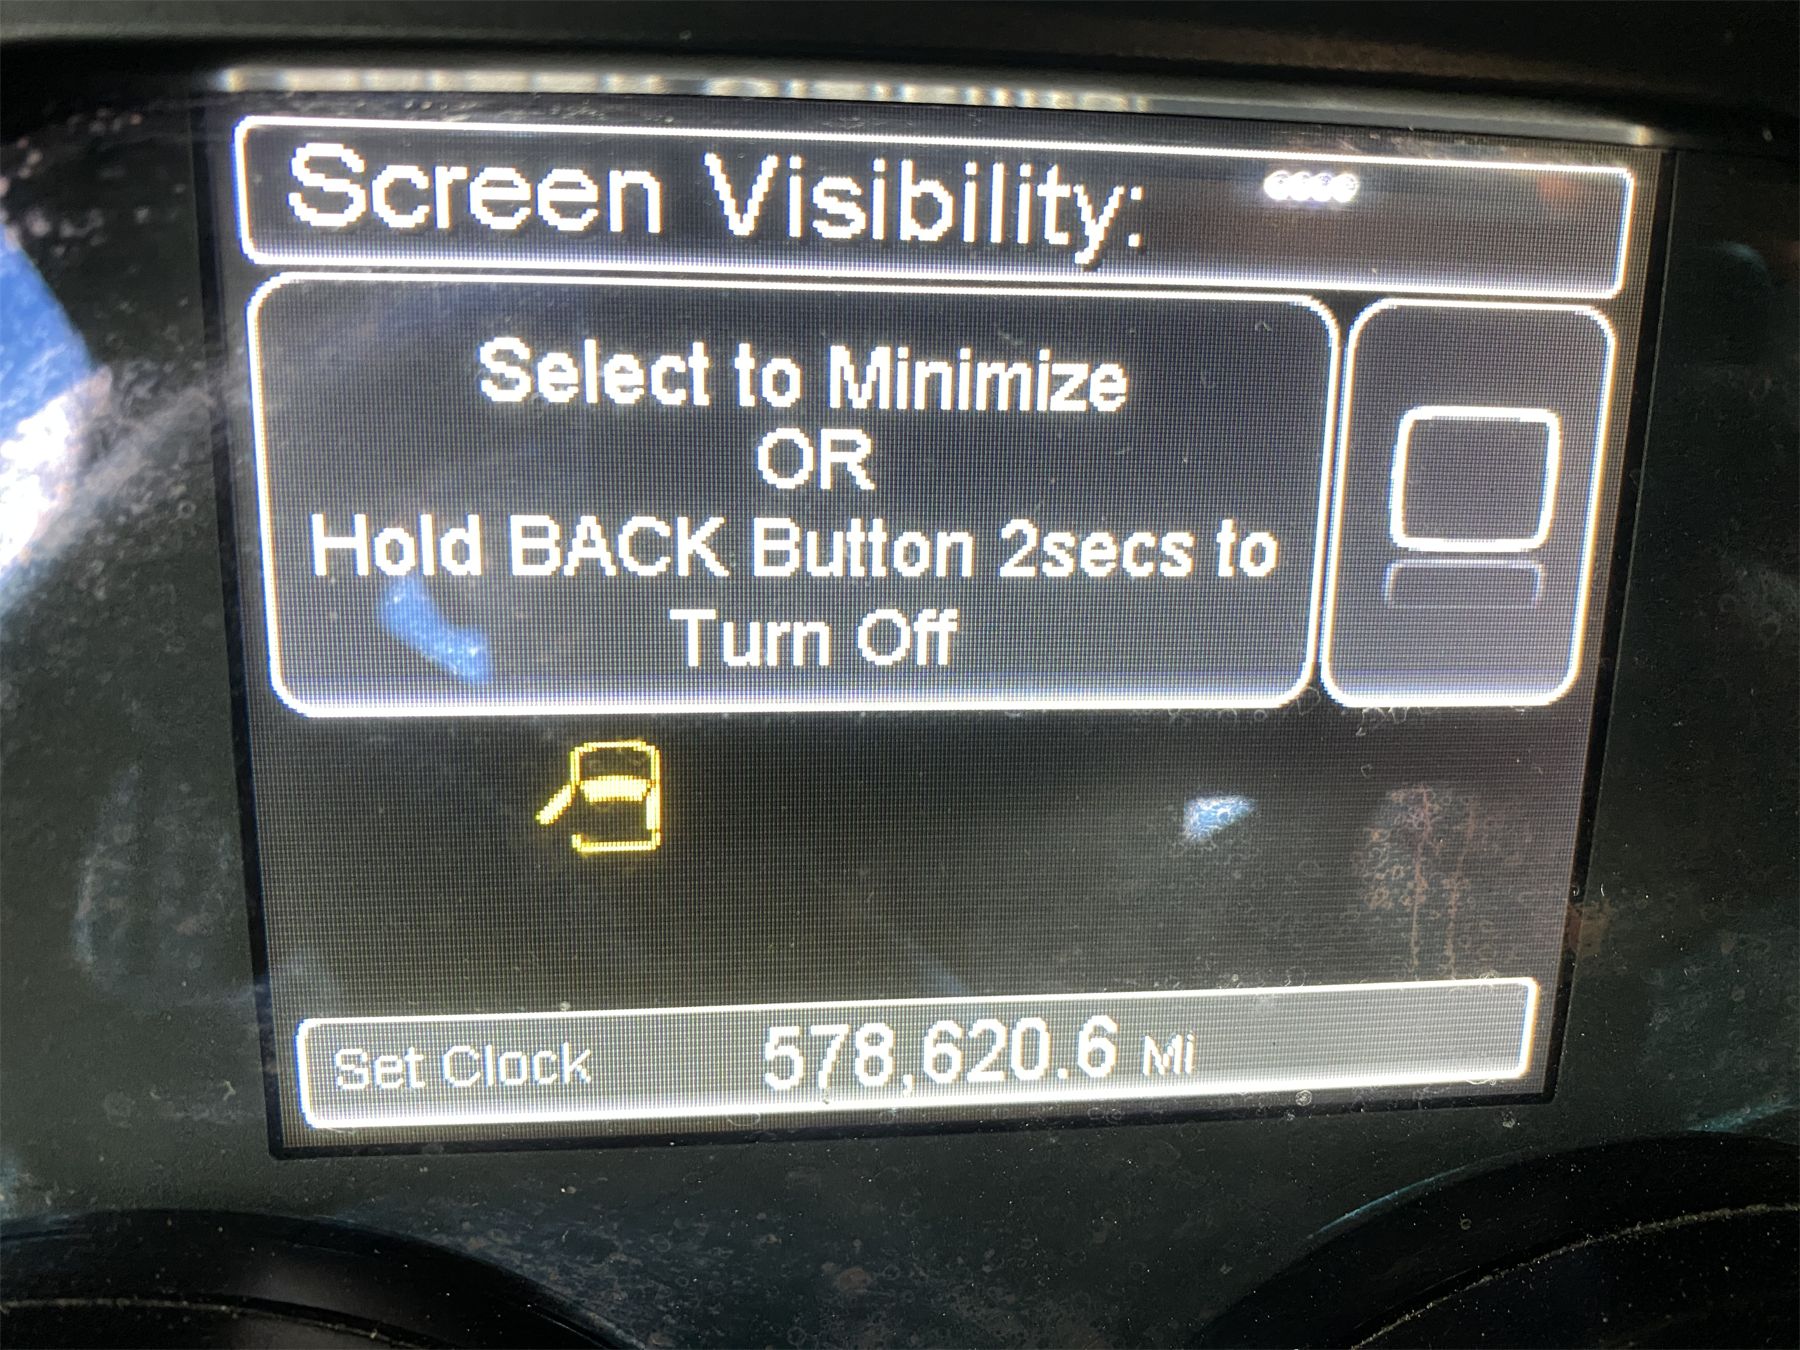 Screen Visibility:
Select to Minimize
OR
Hold BACK Button 2secs to
Turn Off
Set Clock 578,620.6 Mi